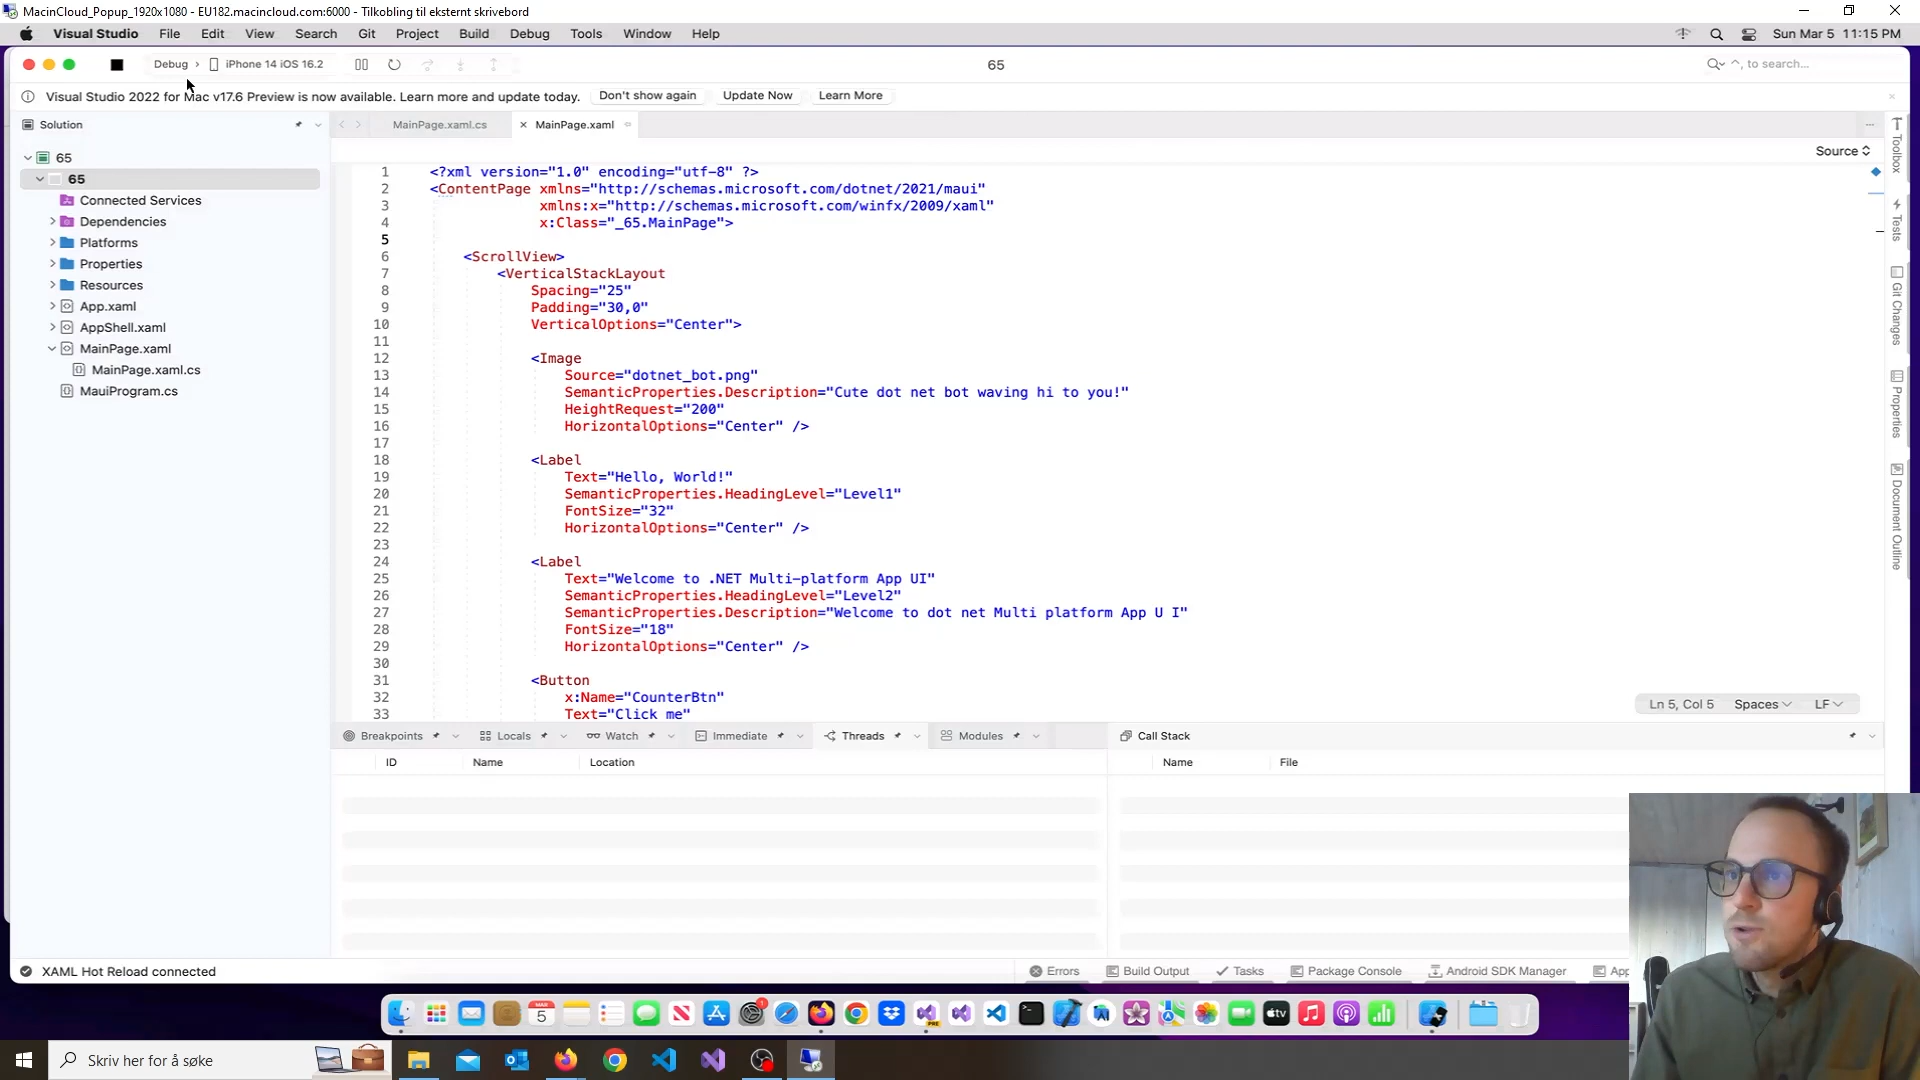 MacinCloud_Popup_1920x1080 - EU182.macincloud.com:6000 - Tilkobling til eksternt skrivebord
Visual Studio File Edit View Search Git Project Build Debug Tools Window Help Sun Mar 5 11:15 PM
Debug › iPhone 14 iOS 16.2 65 ^, to search...
Visual Studio 2022 for Mac v17.6 Preview is now available. Learn more and update today. Don't show again Update Now Learn More
Solution
65
65
Connected Services
Dependencies
Platforms
Properties
Resources
App.xaml
AppShell.xaml
MainPage.xaml
MainPage.xaml.cs
MauiProgram.cs
MainPage.xaml.cs MainPage.xaml
Source
1 <?xml version="1.0" encoding="utf-8" ?>
2 <ContentPage xmlns="http://schemas.microsoft.com/dotnet/2021/maui"
3 xmlns:x="http://schemas.microsoft.com/winfx/2009/xaml"
4 x:Class="_65.MainPage">
5
6 <ScrollView>
7 <VerticalStackLayout
8 Spacing="25"
9 Padding="30,0"
10 VerticalOptions="Center">
11
12 <Image
13 Source="dotnet_bot.png"
14 SemanticProperties.Description="Cute dot net bot waving hi to you!"
15 HeightRequest="200"
16 HorizontalOptions="Center" />
17
18 <Label
19 Text="Hello, World!"
20 SemanticProperties.HeadingLevel="Level1"
21 FontSize="32"
22 HorizontalOptions="Center" />
23
24 <Label
25 Text="Welcome to .NET Multi-platform App UI"
26 SemanticProperties.HeadingLevel="Level2"
27 SemanticProperties.Description="Welcome to dot net Multi platform App U I"
28 FontSize="18"
29 HorizontalOptions="Center" />
30
31 <Button
32 x:Name="CounterBtn"
33 Text="Click me"
Ln 5, Col 5 Spaces LF
Toolbox
Tests
Git Changes
Properties
Document Outline
Breakpoints Locals Watch Immediate Threads Modules
ID Name Location
Call Stack
Name File
XAML Hot Reload connected
Errors Build Output Tasks Package Console Android SDK Manager App
MAR 5
PRE
tv
Skriv her for å søke